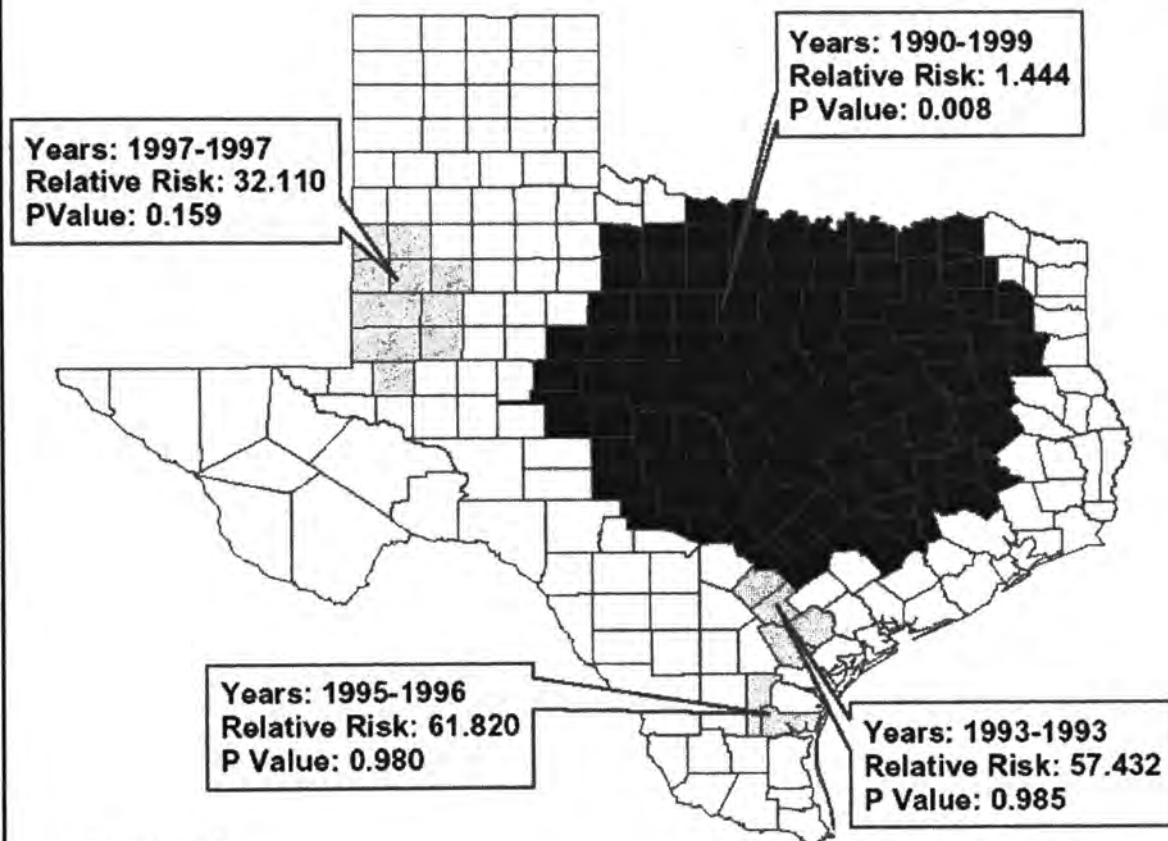 Years: 1990-1999
Relative Risk: 1.444
P Value: 0.008
Years: 1997-1997
Relative Risk: 32.110
PValue: 0.159
Years: 1995-1996
Relative Risk: 61.820
P Value: 0.980
Years: 1993-1993
Relative Risk: 57.432
P Value: 0.985